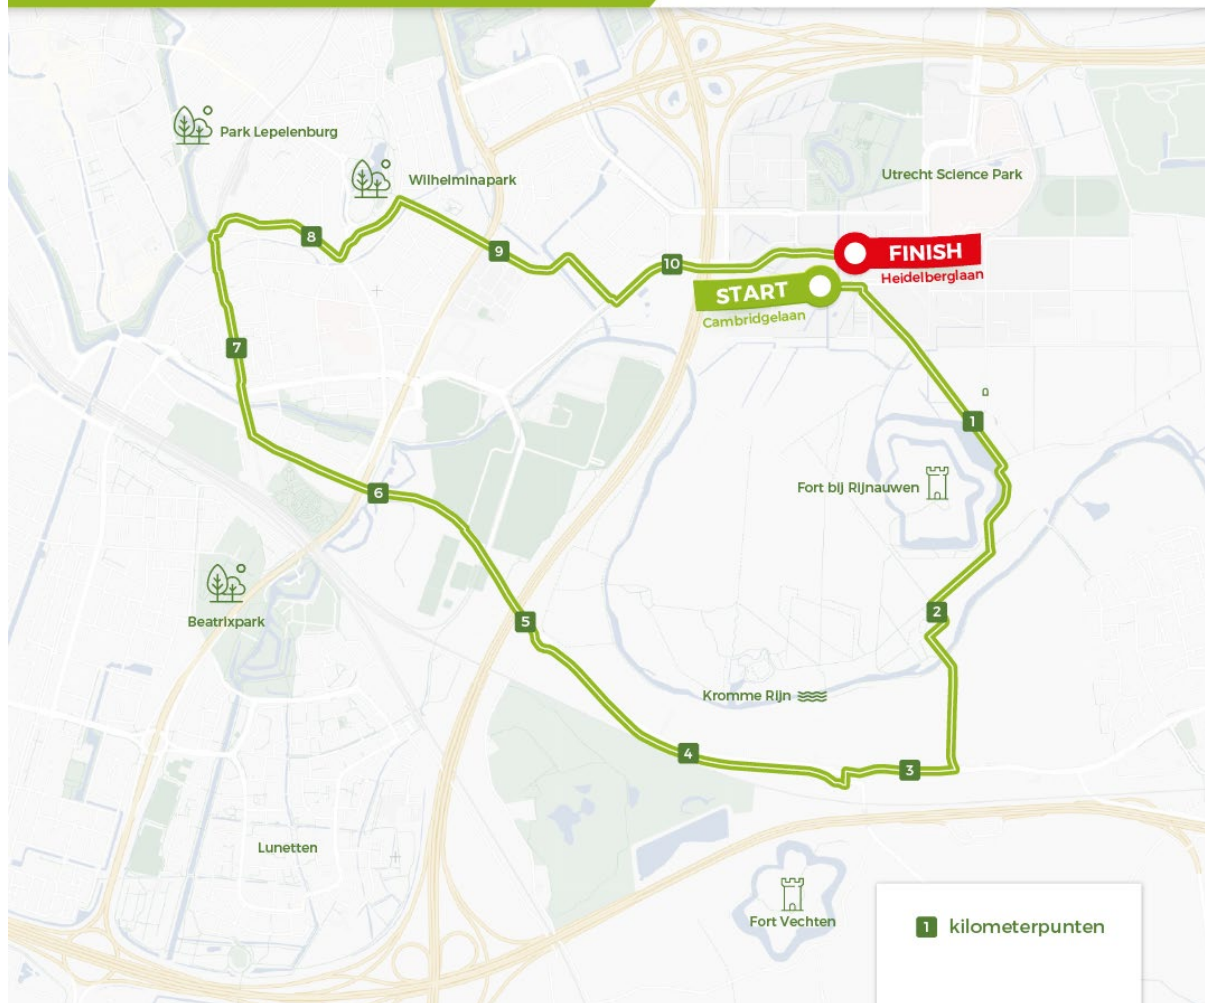 Park Lepelenburg
Wilhelminapark
Utrecht Science Park
8
9
10
FINISH
Heidelberglaan
START
Cambridgelaan
7
1
6
Fort bij Rijnauwen
Beatrixpark
5
2
Kromme Rijn
4
3
Lunetten
Fort Vechten
1 kilometerpunten